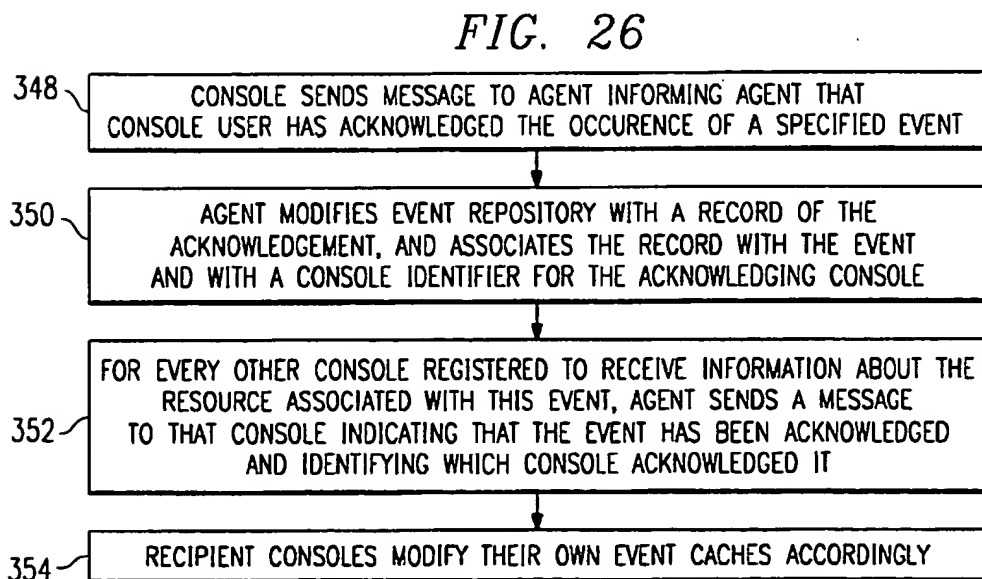 FIG. 26
348
CONSOLE SENDS MESSAGE TO AGENT INFORMING AGENT THAT
CONSOLE USER HAS ACKNOWLEDGED THE OCCURENCE OF A SPECIFIED EVENT
350
AGENT MODIFIES EVENT REPOSITORY WITH A RECORD OF THE
ACKNOWLEDGEMENT, AND ASSOCIATES THE RECORD WITH THE EVENT
AND WITH A CONSOLE IDENTIFIER FOR THE ACKNOWLEDGING CONSOLE
352
FOR EVERY OTHER CONSOLE REGISTERED TO RECEIVE INFORMATION ABOUT THE
RESOURCE ASSOCIATED WITH THIS EVENT, AGENT SENDS A MESSAGE
TO THAT CONSOLE INDICATING THAT THE EVENT HAS BEEN ACKNOWLEDGED
AND IDENTIFYING WHICH CONSOLE ACKNOWLEDGED IT
354
RECIPIENT CONSOLES MODIFY THEIR OWN EVENT CACHES ACCORDINGLY